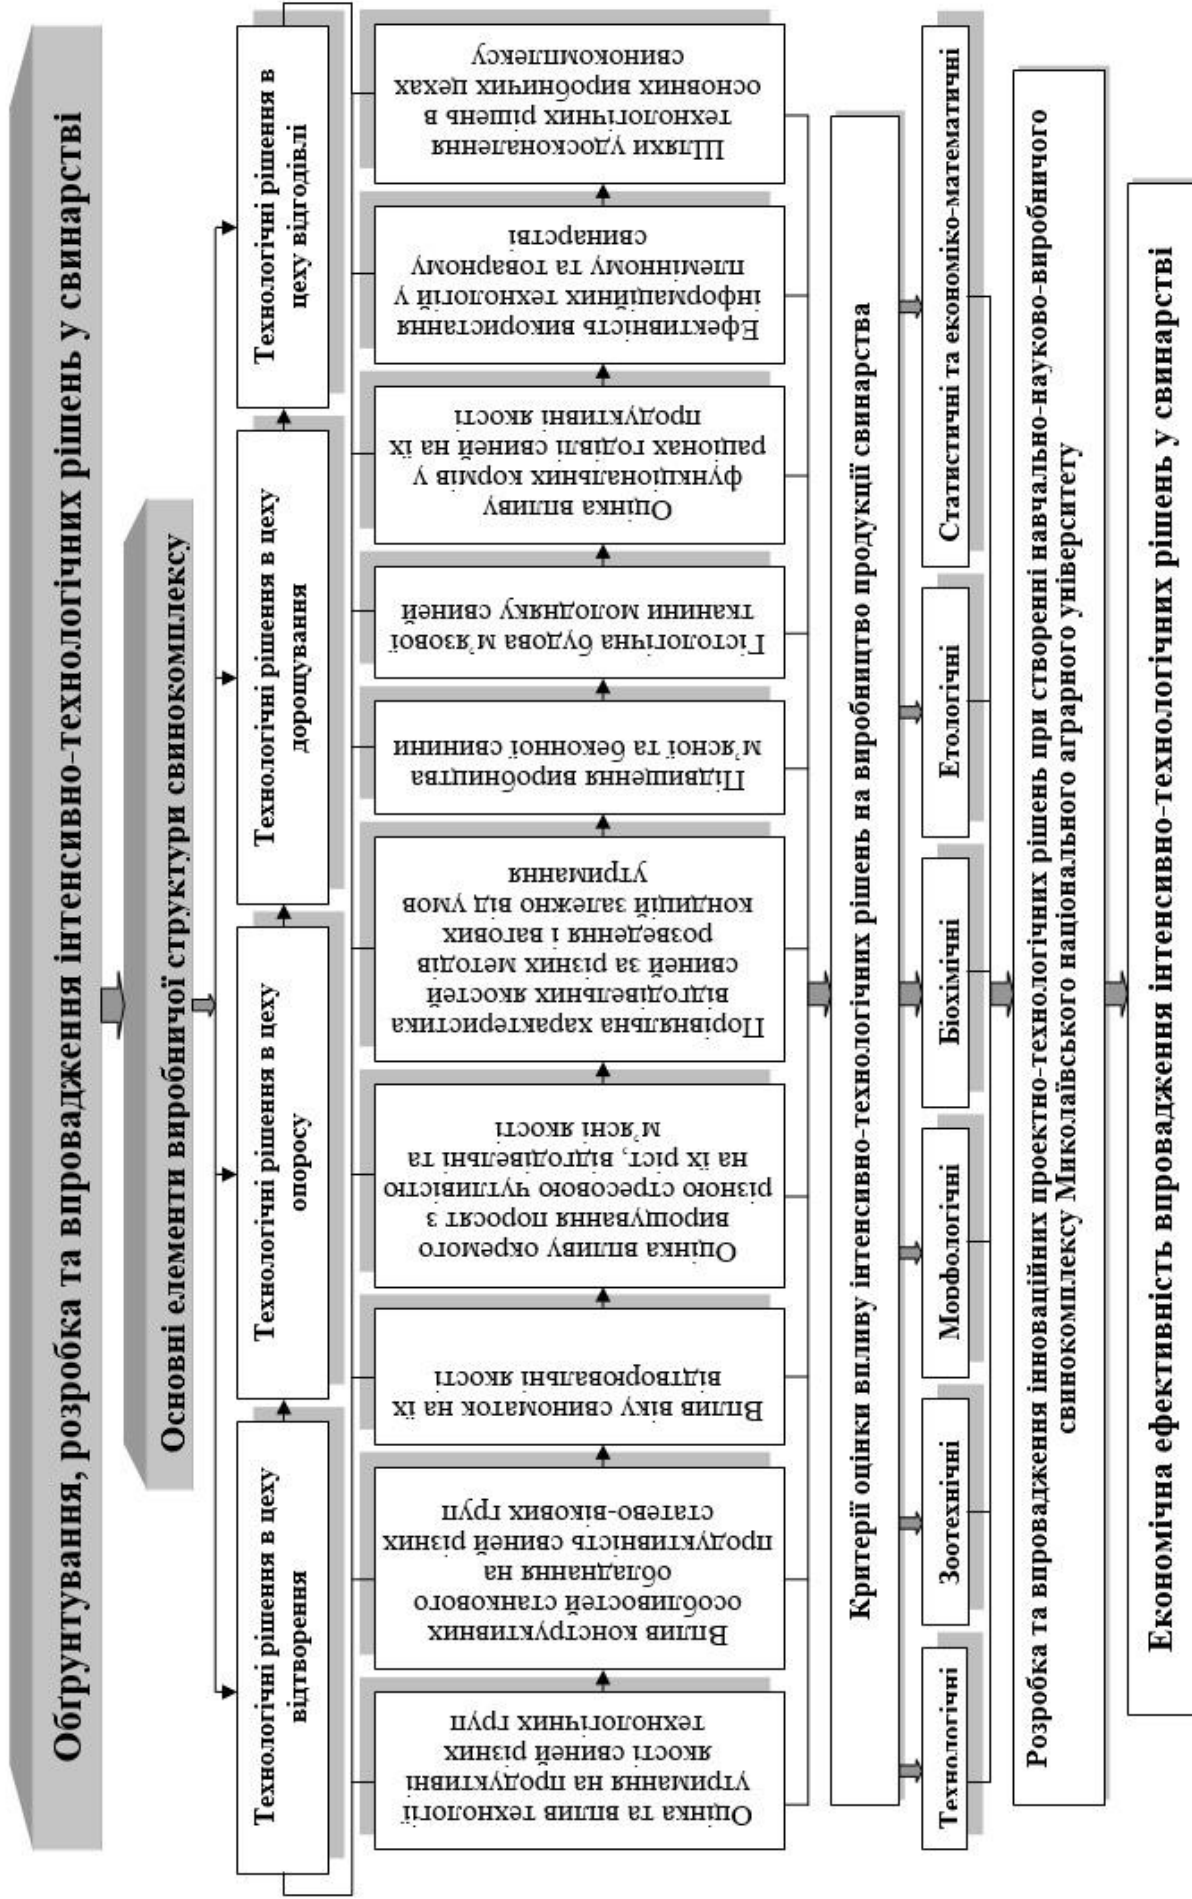 Обґрунтування, розробка та впровадження інтенсивно-технологічних рішень у свинарстві
Основні елементи виробничої структури свинокомплексу
Технологічні рішення в цеху
відтворення
Технологічні рішення в цеху
опоросу
Технологічні рішення в цеху
дорощування
Технологічні рішення в
цеху відгодівлі
Оцінка та вплив технології
утримання на продуктивні
якості свиней різних
технологічних груп
Вплив конструктивних
особливостей станкового
обладнання на
продуктивність свиней різних
статево-вікових груп
Вплив віку свиноматок на їх
відтворювальні якості
Оцінка впливу окремого
вирощування поросят з
різною стресовою чутливістю
на їх ріст, відгодівельні та
м'ясні якості
Порівняльна характеристика
відгодівельних якостей
свиней за різних методів
розведення і вагових
кондицій залежно від умов
утримання
Підвищення виробництва
м'ясної та беконної свинини
Гістологічна будова м'язової
тканини молодняку свиней
Оцінка впливу
функціональних кормів у
раціонах годівлі свиней на їх
продуктивні якості
Ефективність використання
інформаційних технологій у
племінному та товарному
свинарстві
Шляхи удосконалення
технологічних рішень в
основних виробничих цехах
свинокомплексу
Критерії оцінки впливу інтенсивно-технологічних рішень на виробництво продукції свинарства
Технологічні
Зоотехнічні
Морфологічні
Біохімічні
Етологічні
Статистичні та економіко-математичні
Розробка та впровадження інноваційних проектно-технологічних рішень при створенні навчально-науково-виробничого
свинокомплексу Миколаївського національного аграрного університету
Економічна ефективність впровадження інтенсивно-технологічних рішень у свинарстві